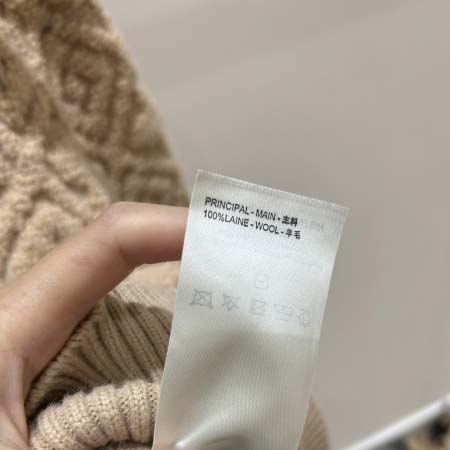 PRINCIPAL - MAIN - 主料
100%LAINE - WOOL - 羊毛